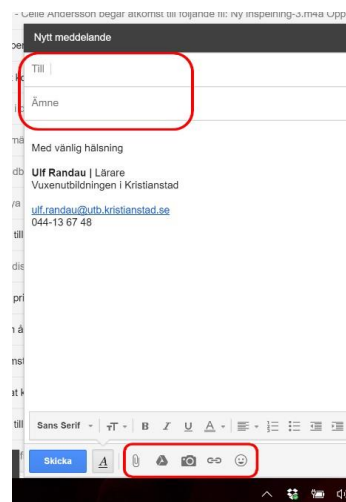 - Celie Andersson begär åtkomst till följande fil: Ny inspelning-3.m4a Opp
Nytt meddelande
Till
Ämne
Med vänlig hälsning
Ulf Randau | Lärare
Vuxenutbildningen i Kristianstad
ulf.randau@utb.kristianstad.se
044-13 67 48
Sans Serif
B I U A
Skicka A